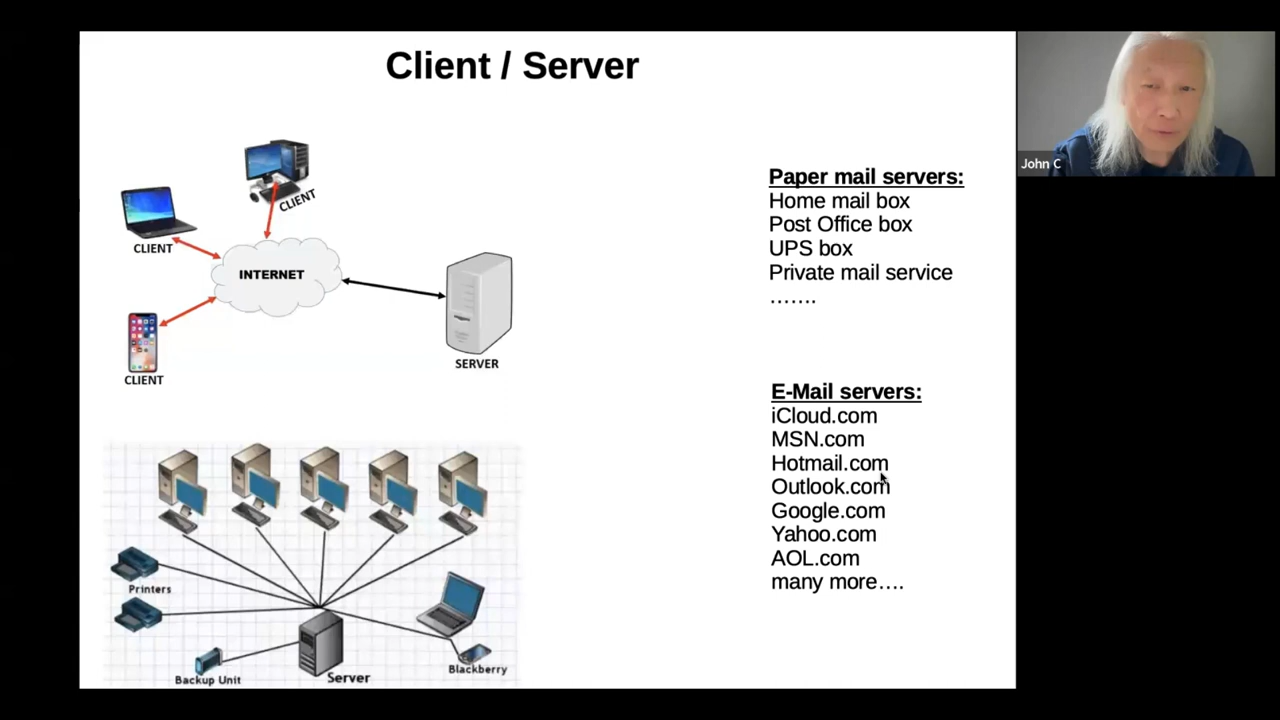 Client / Server
John C
CLIENT
CLIENT
INTERNET
CLIENT
SERVER
Paper mail servers:
Home mail box
Post Office box
UPS box
Private mail service
…….
E-Mail servers:
iCloud.com
MSN.com
Hotmail.com
Outlook.com
Google.com
Yahoo.com
AOL.com
many more….
Printers
Backup Unit
Server
Blackberry